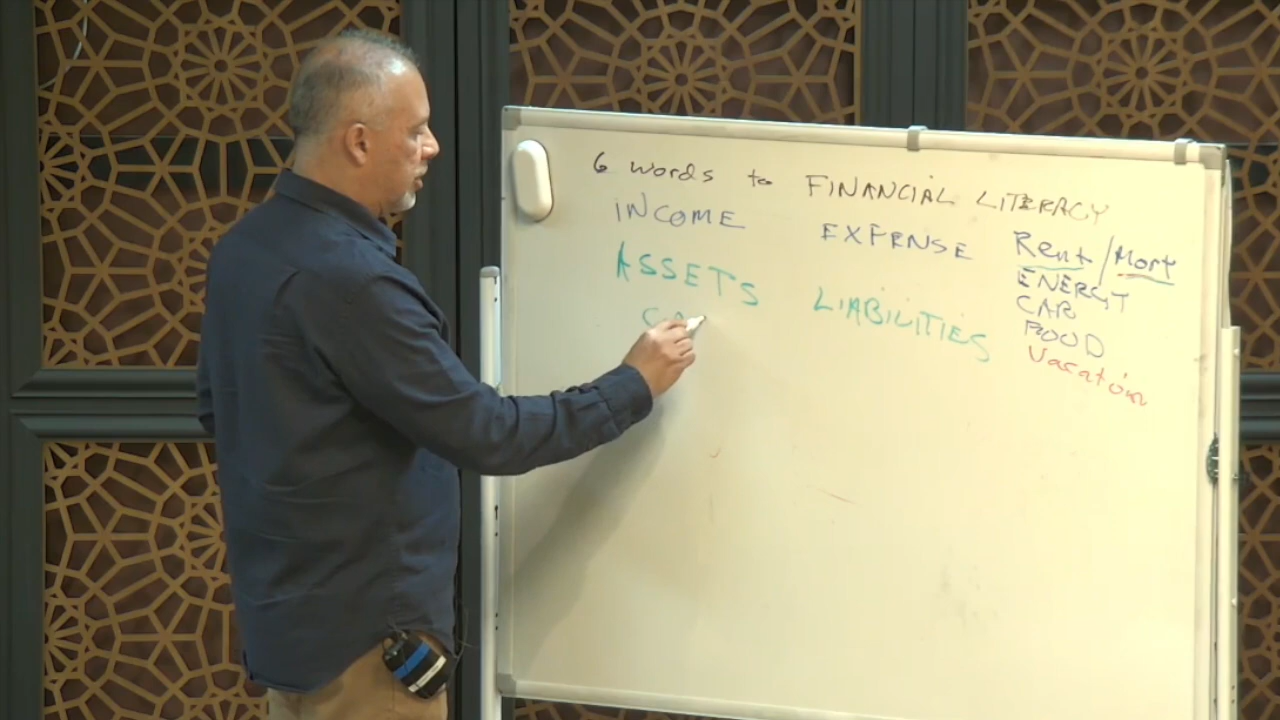 6 words to FINANCIAL LITERACY
INCOME EXPENSE Rent/Mort
ENERGY
ASSETS LIABILITIES CAR
FOOD
Vacation